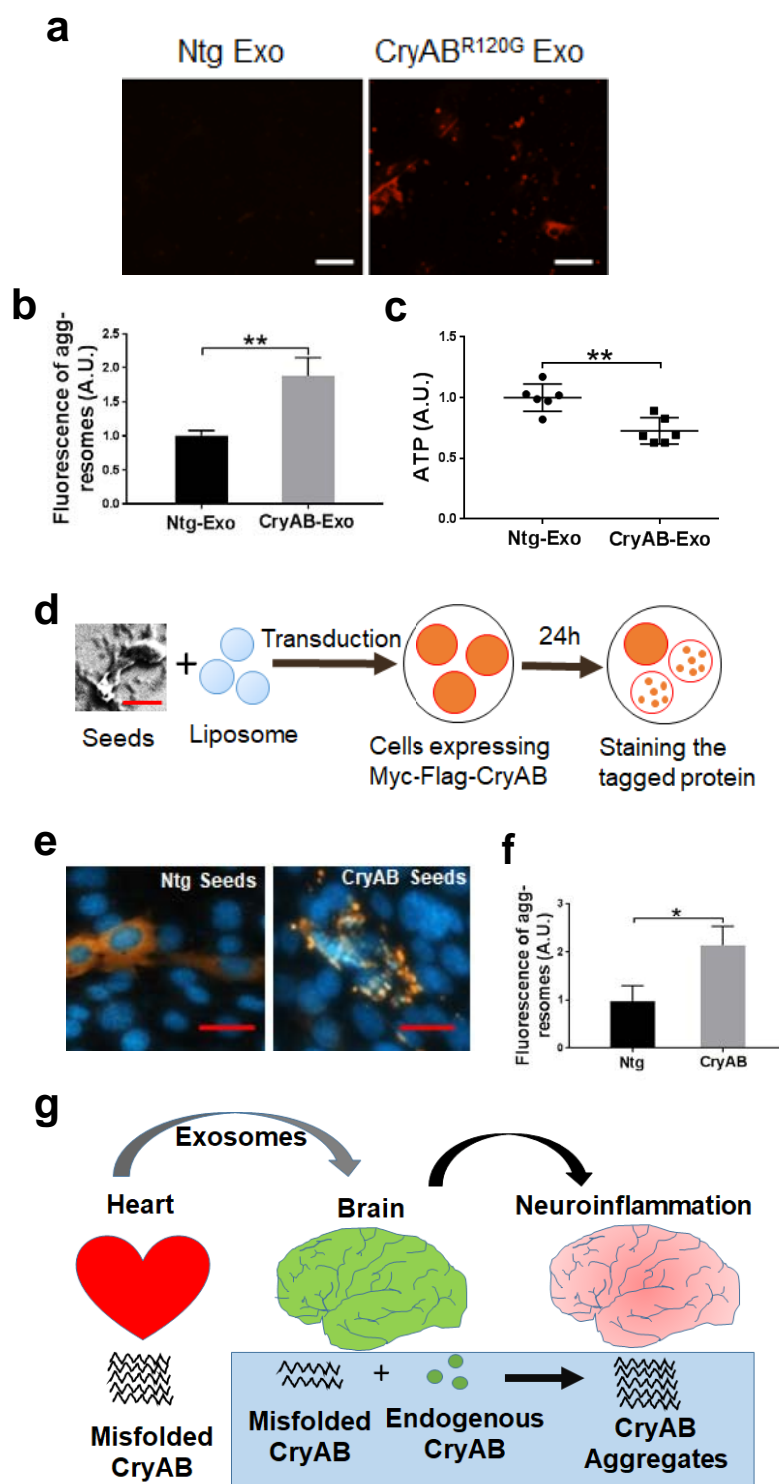 a
Ntg Exo
CryABR120G Exo
b
Fluorescence of agg-
resomes (A.U.)
2.5
2.0
1.5
1.0
0.5
0.0
**
Ntg-Exo
CryAB-Exo
c
ATP (A.U.)
1.5
1.0
0.5
0.0
**
Ntg-Exo
CryAB-Exo
d
Seeds
+
Liposome
Transduction
Cells expressing
Myc-Flag-CryAB
24h
Staining the
tagged protein
e
Ntg Seeds
CryAB Seeds
f
Fluorescence of agg-
resomes (A.U.)
3
2
1
0
*
Ntg
CryAB
g
Exosomes
Heart
Brain
Neuroinflammation
Misfolded
CryAB
Misfolded
CryAB
+
Endogenous
CryAB
CryAB
Aggregates